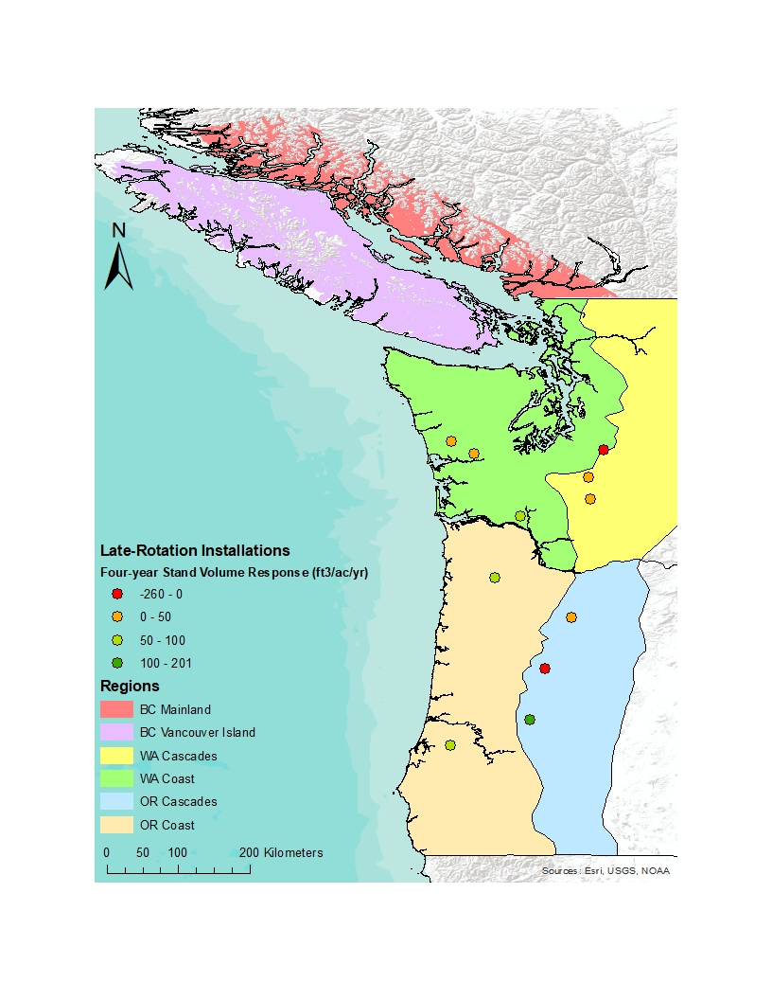 N
Late-Rotation Installations
Four-year Stand Volume Response (ft3/ac/yr)
-260 - 0
0 - 50
50 - 100
100 - 201
Regions
BC Mainland
BC Vancouver Island
WA Cascades
WA Coast
OR Cascades
OR Coast
0 50 100 200 Kilometers
Sources: Esri, USGS, NOAA